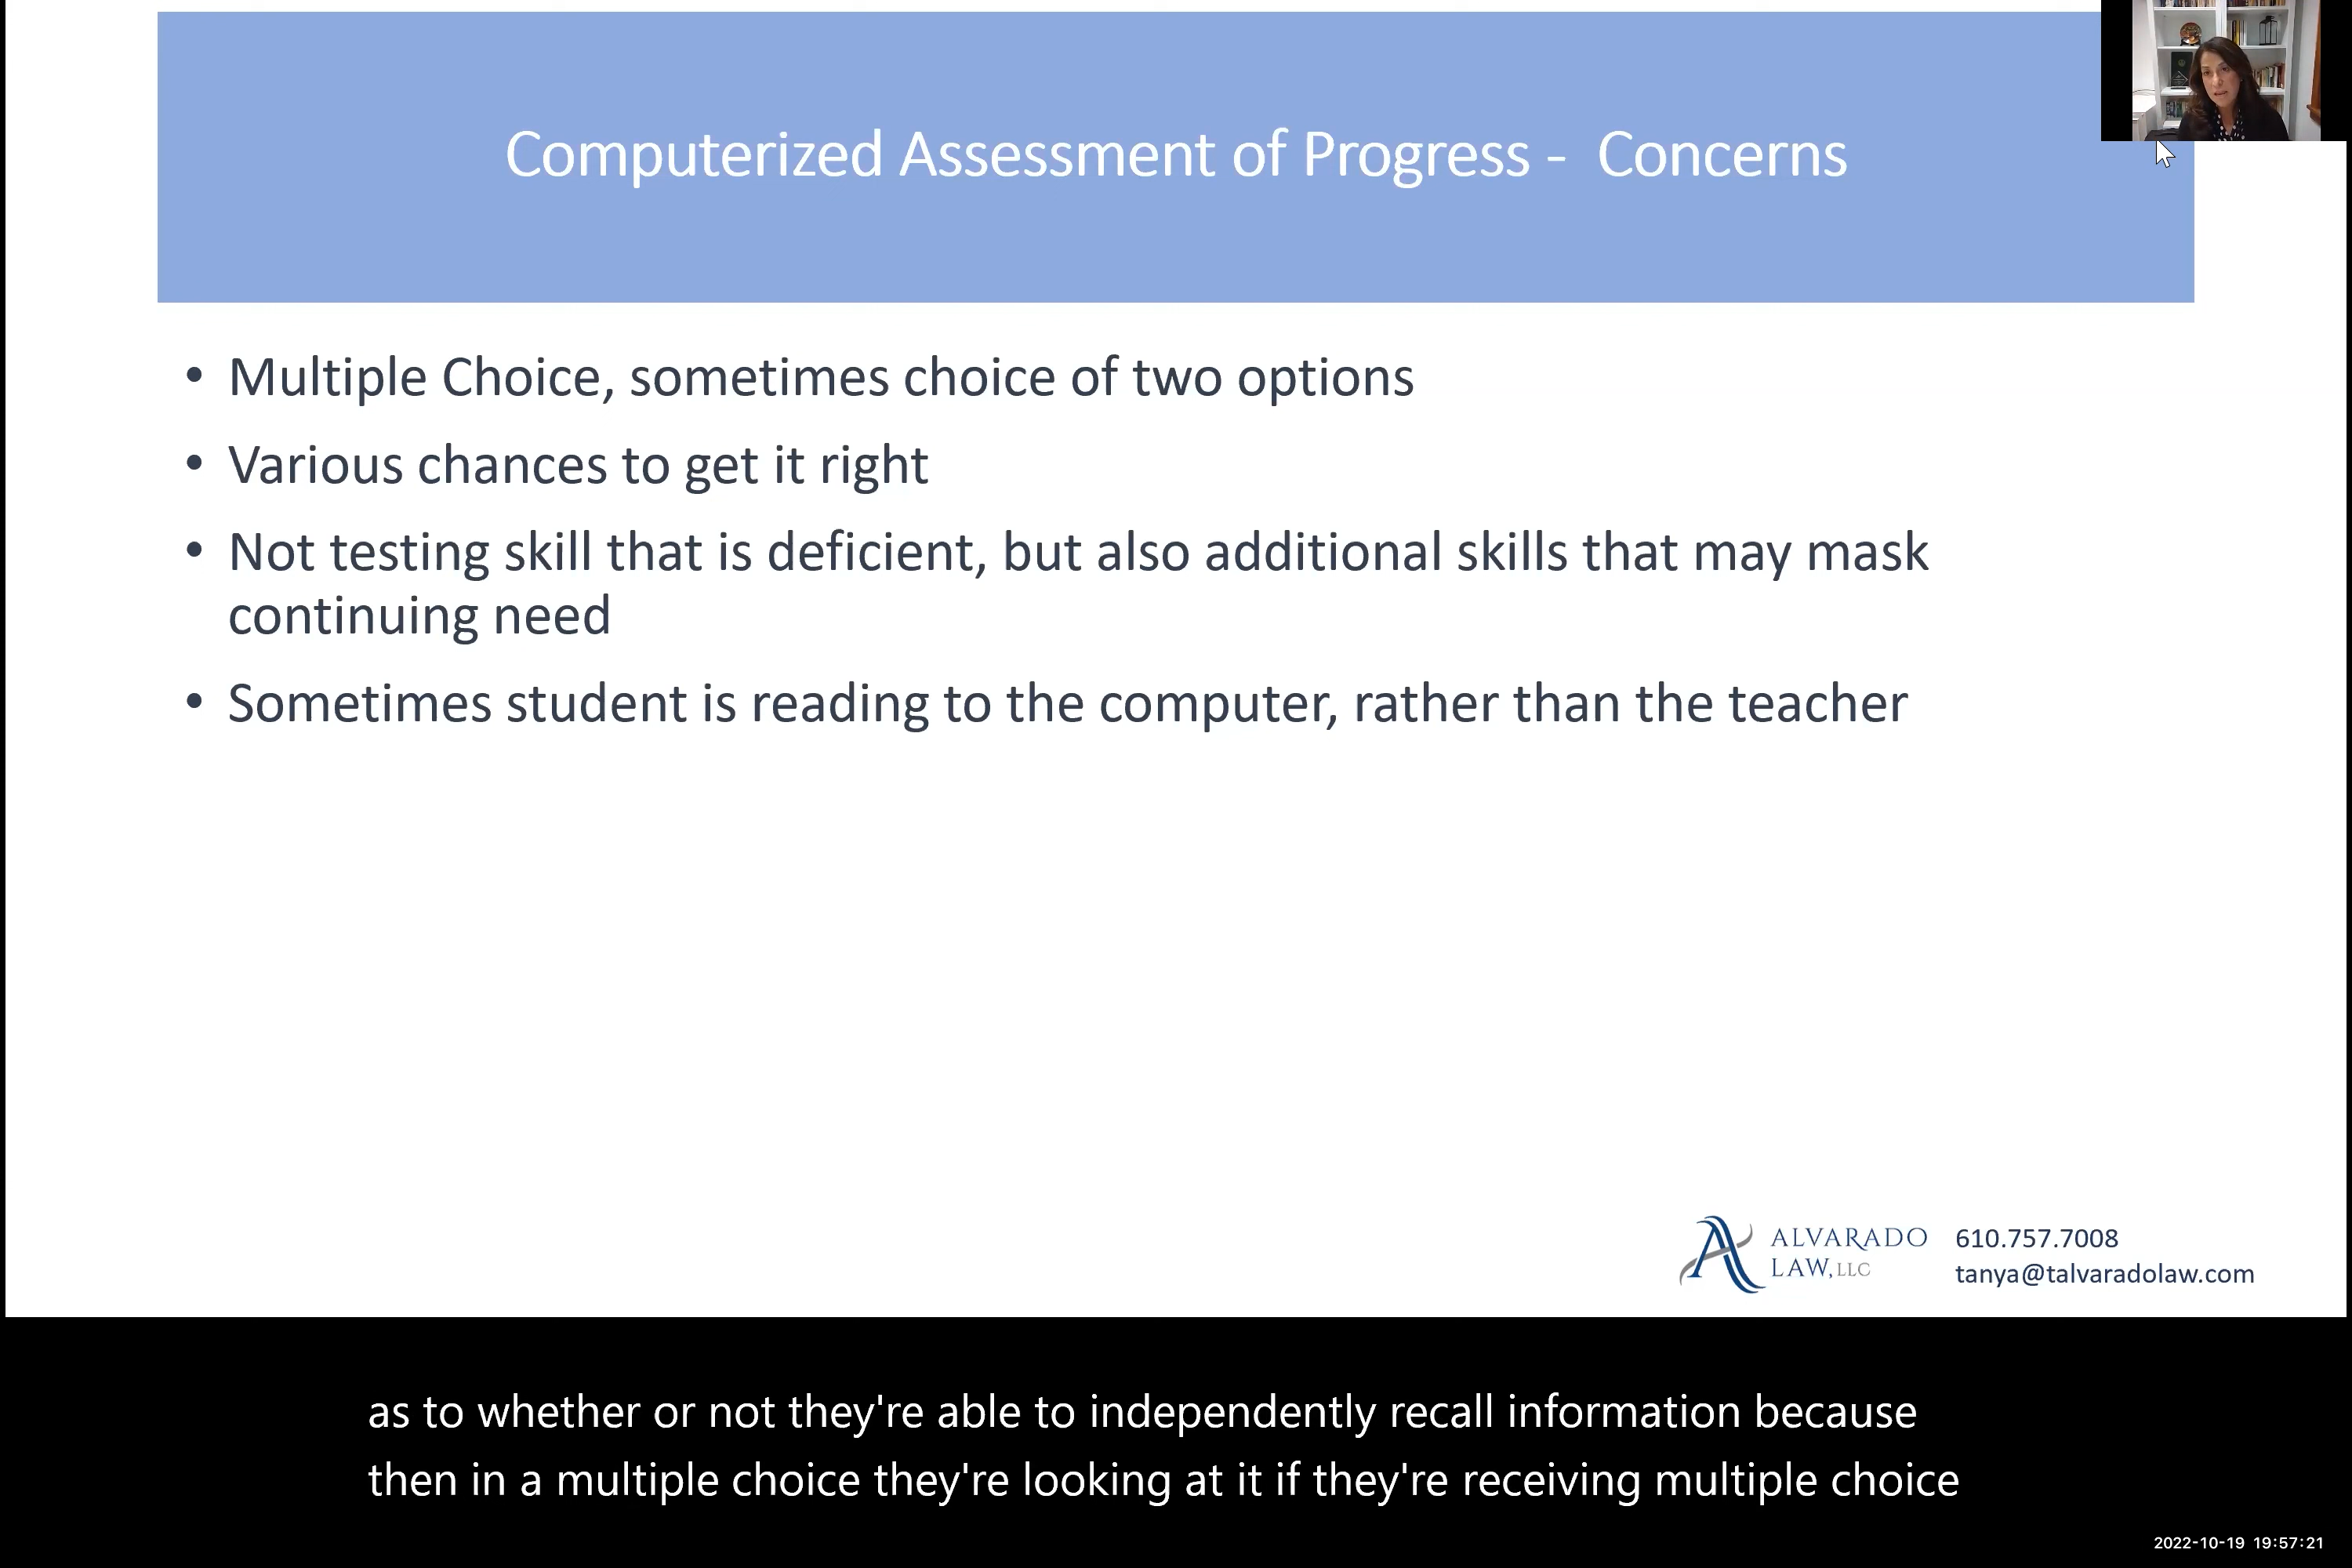 Computerized Assessment of Progress -  Concerns
• Multiple Choice, sometimes choice of two options
• Various chances to get it right
• Not testing skill that is deficient, but also additional skills that may mask
continuing need
• Sometimes student is reading to the computer, rather than the teacher
ALVARADO
LAW, LLC
610.757.7008
tanya@talvaradolaw.com
as to whether or not they're able to independently recall information because
then in a multiple choice they're looking at it if they're receiving multiple choice
2022-10-19 19:57:21